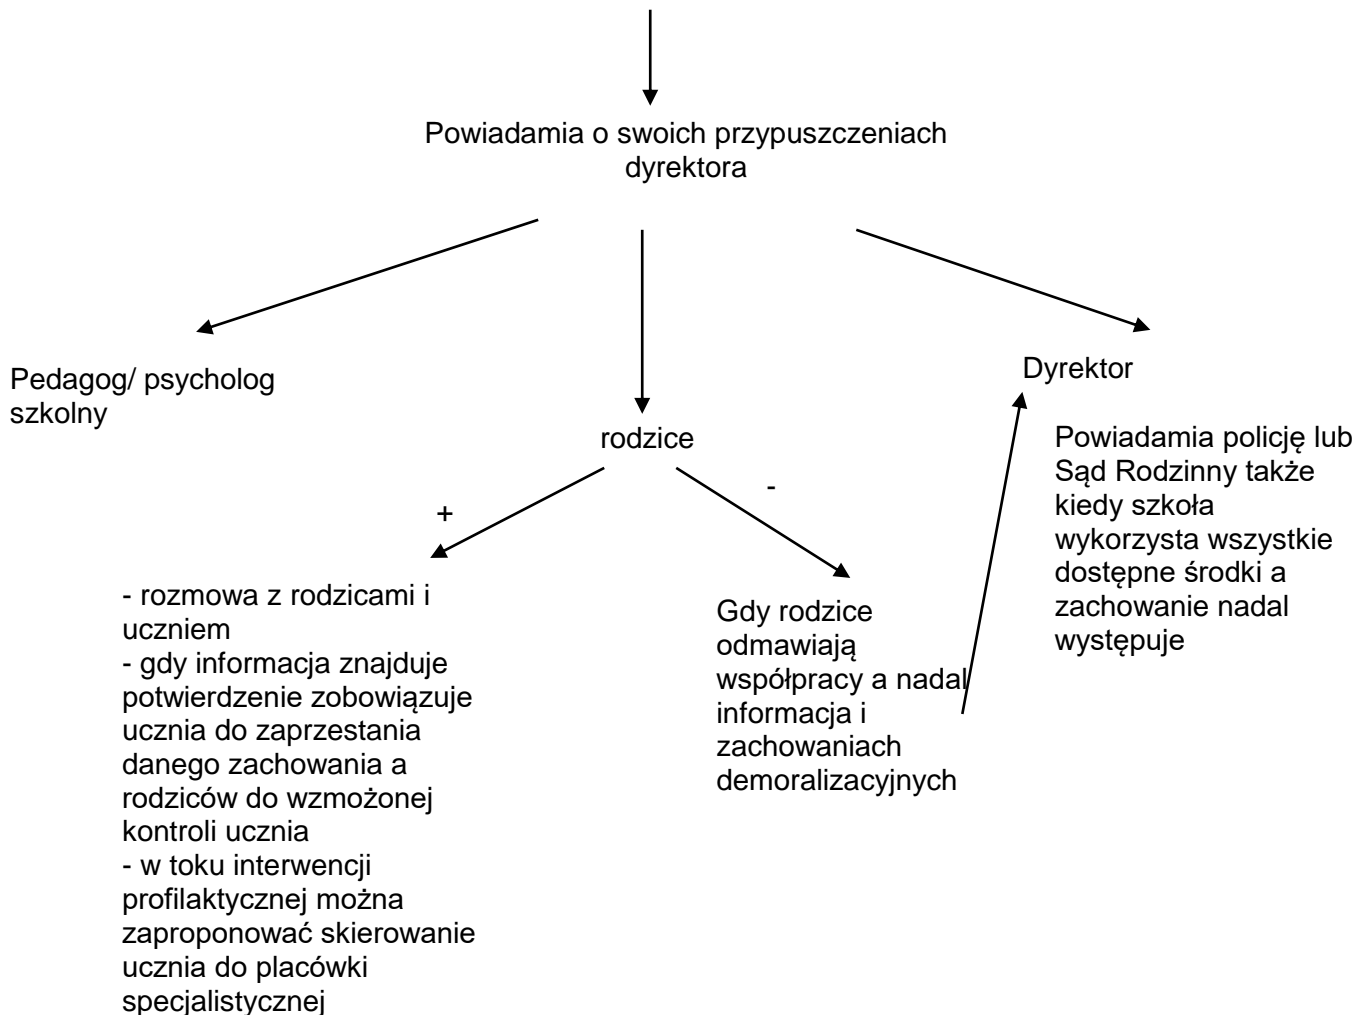 Powiadamia o swoich przypuszczeniach
dyrektora
Pedagog/ psycholog
szkolny
rodzice
Dyrektor
Powiadamia policję lub
Sąd Rodzinny także
kiedy szkoła
wykorzysta wszystkie
dostępne środki a
zachowanie nadal
występuje
+
-
- rozmowa z rodzicami i
uczniem
- gdy informacja znajduje
potwierdzenie zobowiązuje
ucznia do zaprzestania
danego zachowania a
rodziców do wzmożonej
kontroli ucznia
- w toku interwencji
profilaktycznej można
zaproponować skierowanie
ucznia do placówki
specjalistycznej
Gdy rodzice
odmawiają
współpracy a nadal
informacja i
zachowaniach
demoralizacyjnych